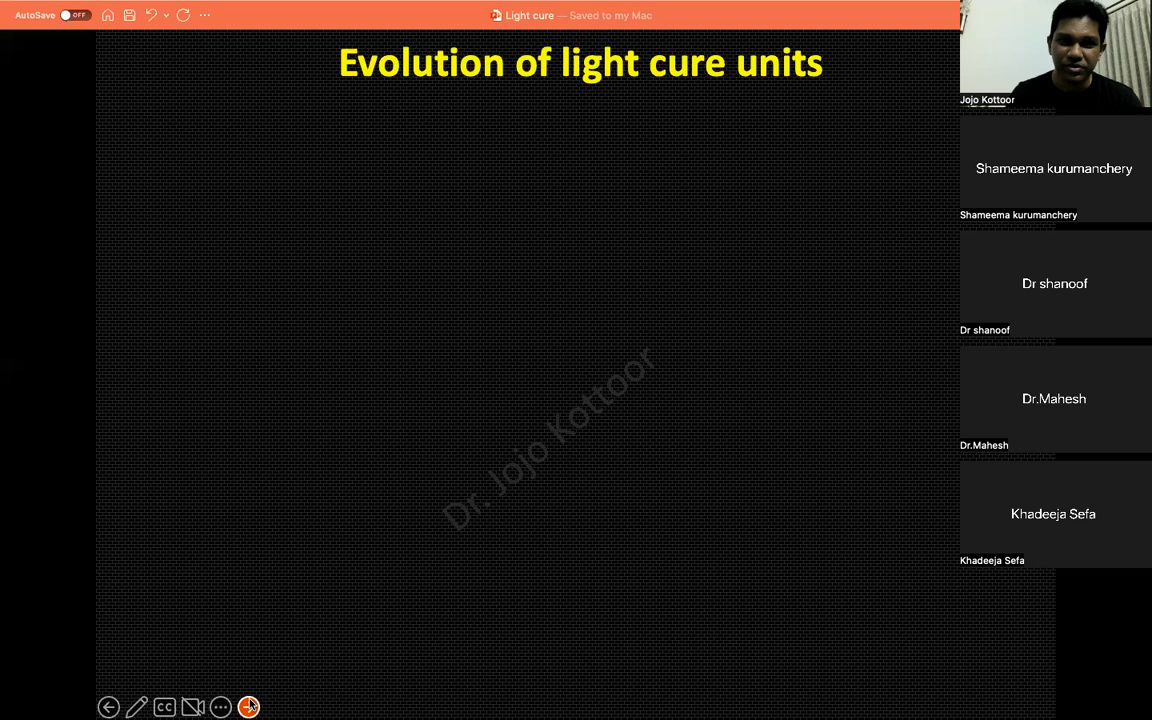 AutoSave OFF
Light cure — Saved to my Mac
Evolution of light cure units
Dr. Jojo Kottoor
CC
Jojo Kottoor
Shameema kurumanchery
Shameema kurumanchery
Dr shanoof
Dr shanoof
Dr.Mahesh
Dr.Mahesh
Khadeeja Sefa
Khadeeja Sefa